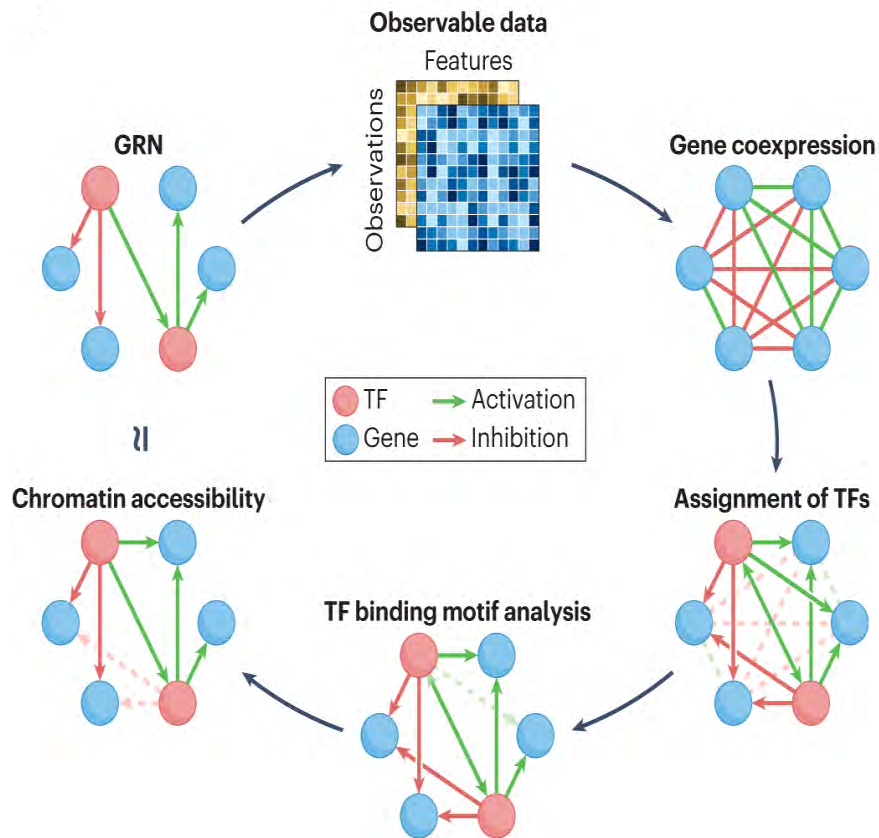 Observable data
Features
Observations
GRN
Gene coexpression
TF
Activation
Gene
Inhibition
≈
Chromatin accessibility
Assignment of TFs
TF binding motif analysis